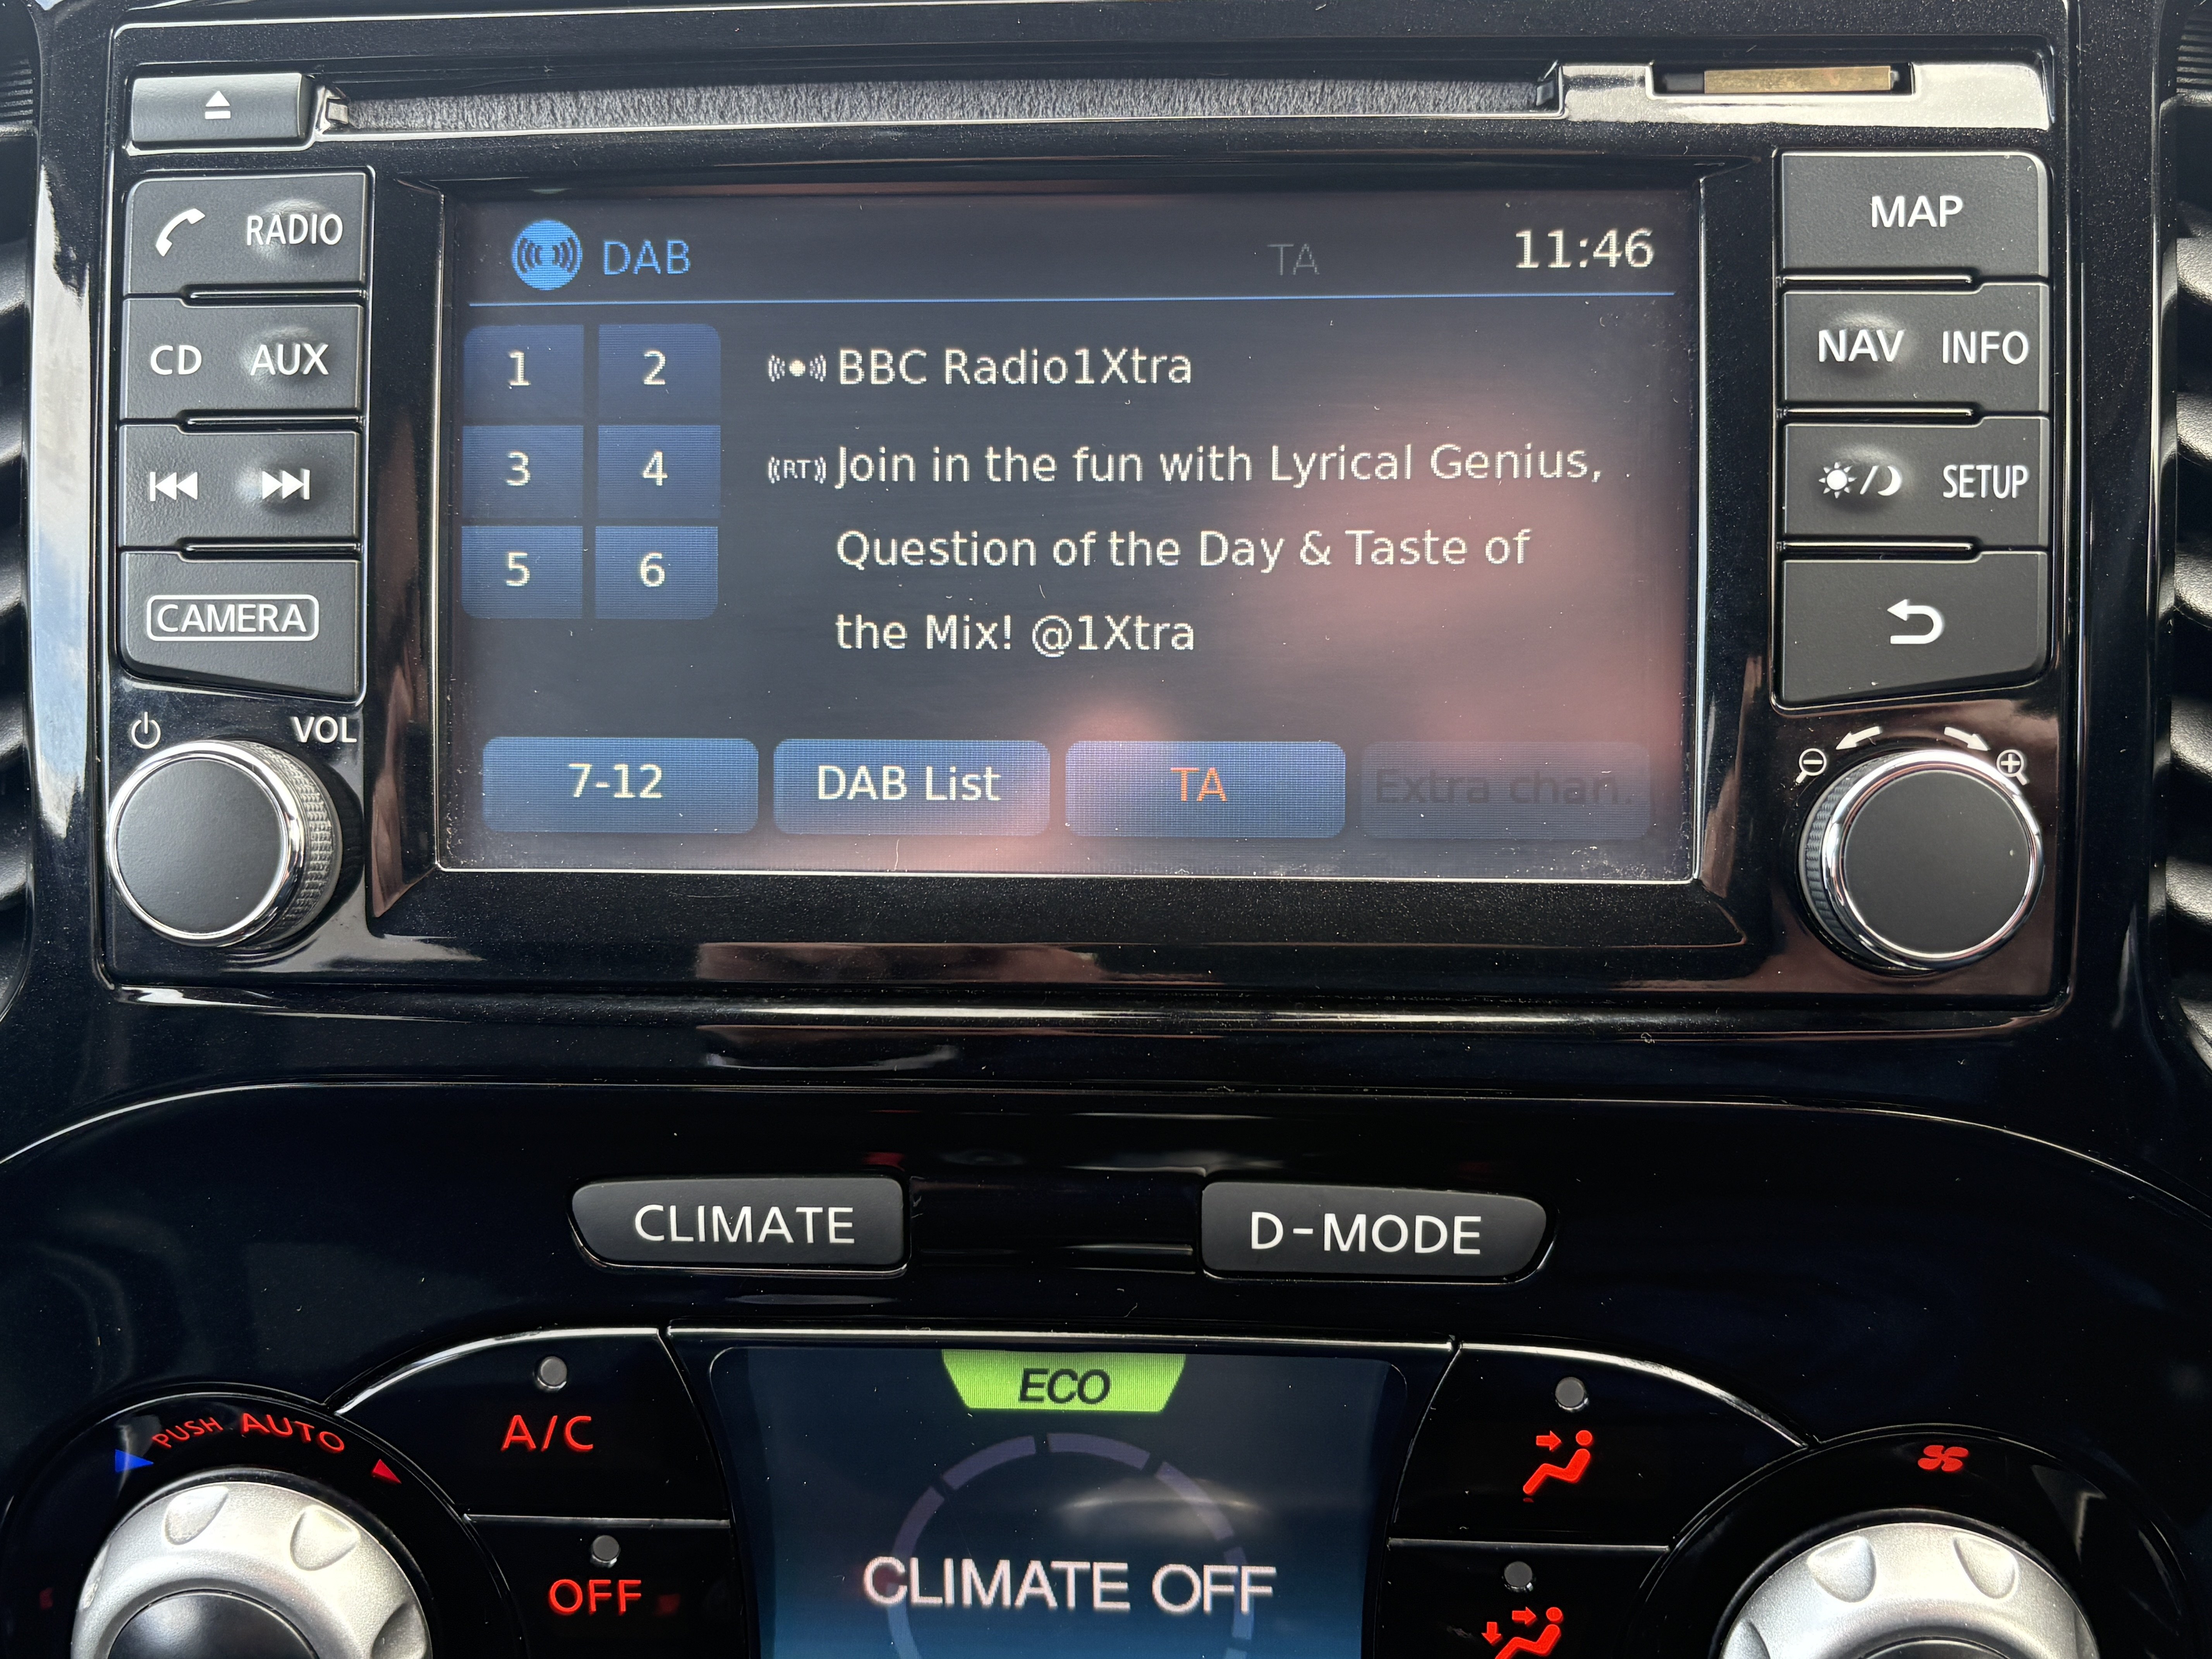 RADIO
CD AUX
CAMERA
VOL
DAB TA 11:46
1 2
3 4
5 6
BBC Radio1Xtra
RT Join in the fun with Lyrical Genius,
Question of the Day & Taste of
the Mix! @1Xtra
7-12 DAB List TA Extra chan.
MAP
NAV INFO
SETUP
CLIMATE D-MODE
PUSH AUTO
A/C
OFF
ECO
CLIMATE OFF